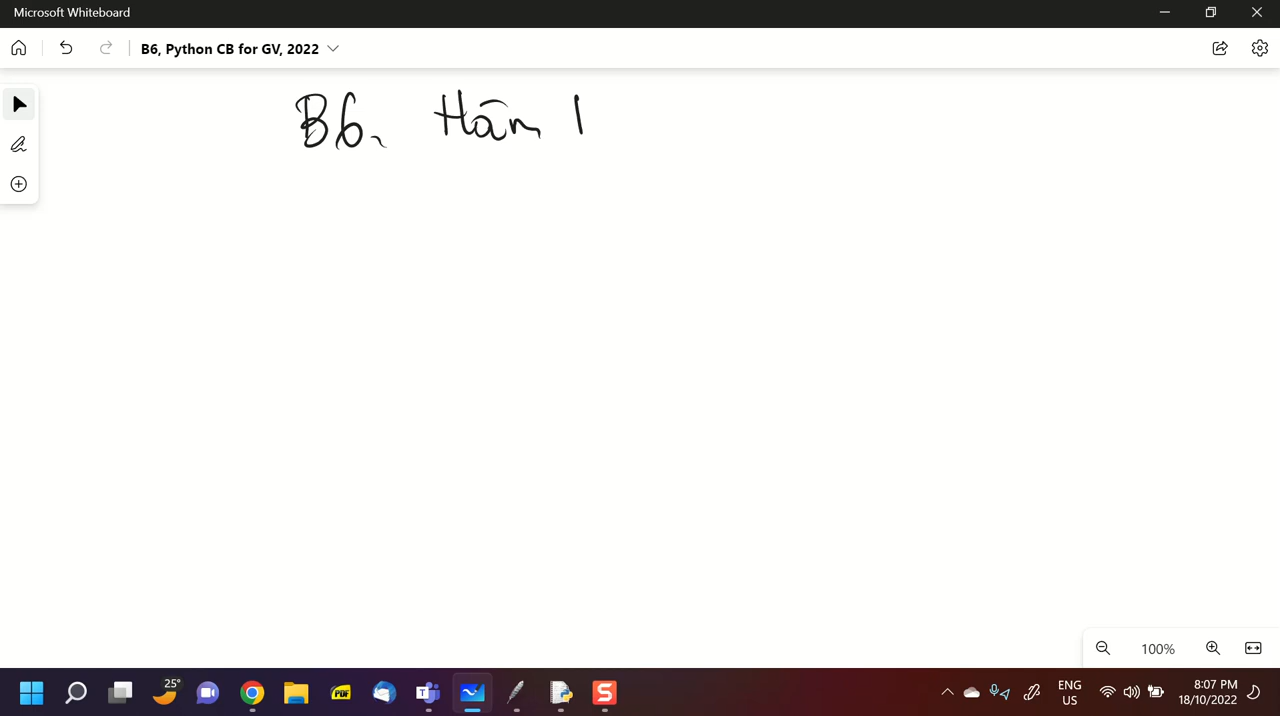 Microsoft Whiteboard
B6, Python CB for GV, 2022
B6. Hàm 1
100%
25°
PDF
S
ENG
US
8:07 PM
18/10/2022